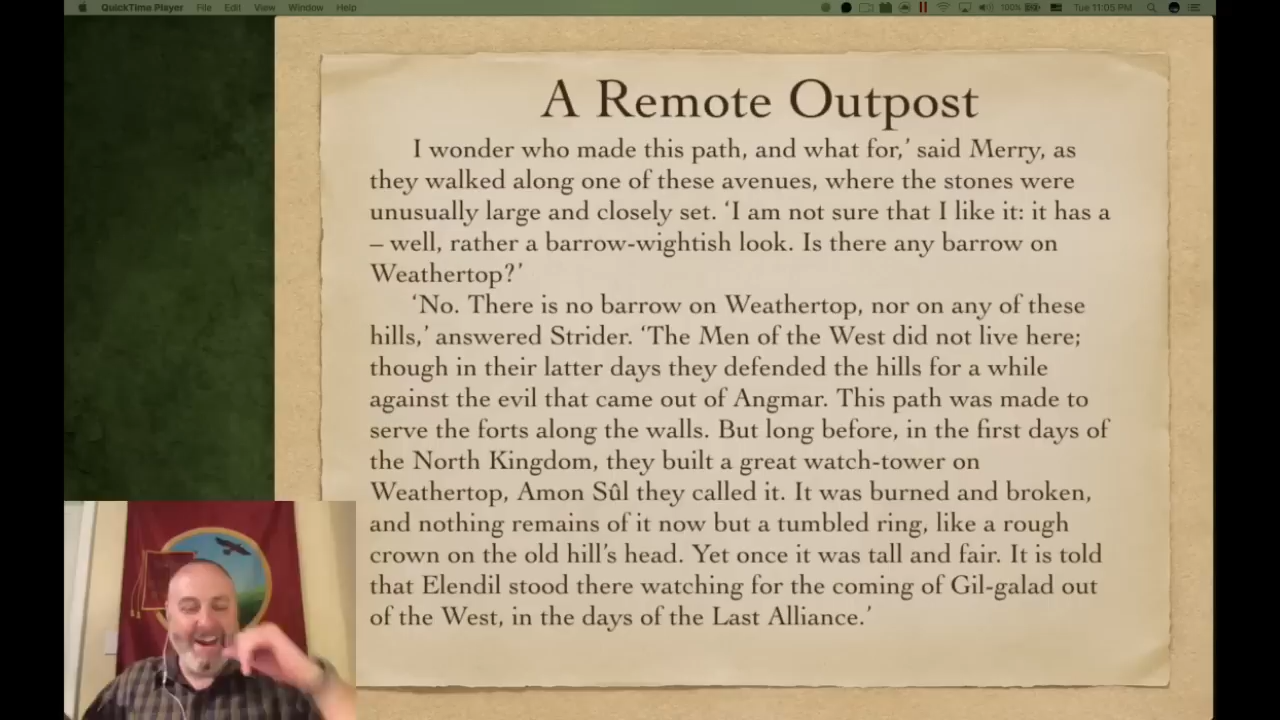 QuickTime Player File Edit View Window Help 100% Tue 11:05 PM
A Remote Outpost
I wonder who made this path, and what for,’ said Merry, as
they walked along one of these avenues, where the stones were
unusually large and closely set. ‘I am not sure that I like it: it has a
– well, rather a barrow-wightish look. Is there any barrow on
Weathertop?’
‘No. There is no barrow on Weathertop, nor on any of these
hills,’ answered Strider. ‘The Men of the West did not live here;
though in their latter days they defended the hills for a while
against the evil that came out of Angmar. This path was made to
serve the forts along the walls. But long before, in the first days of
the North Kingdom, they built a great watch-tower on
Weathertop, Amon Sûl they called it. It was burned and broken,
and nothing remains of it now but a tumbled ring, like a rough
crown on the old hill’s head. Yet once it was tall and fair. It is told
that Elendil stood there watching for the coming of Gil-galad out
of the West, in the days of the Last Alliance.’